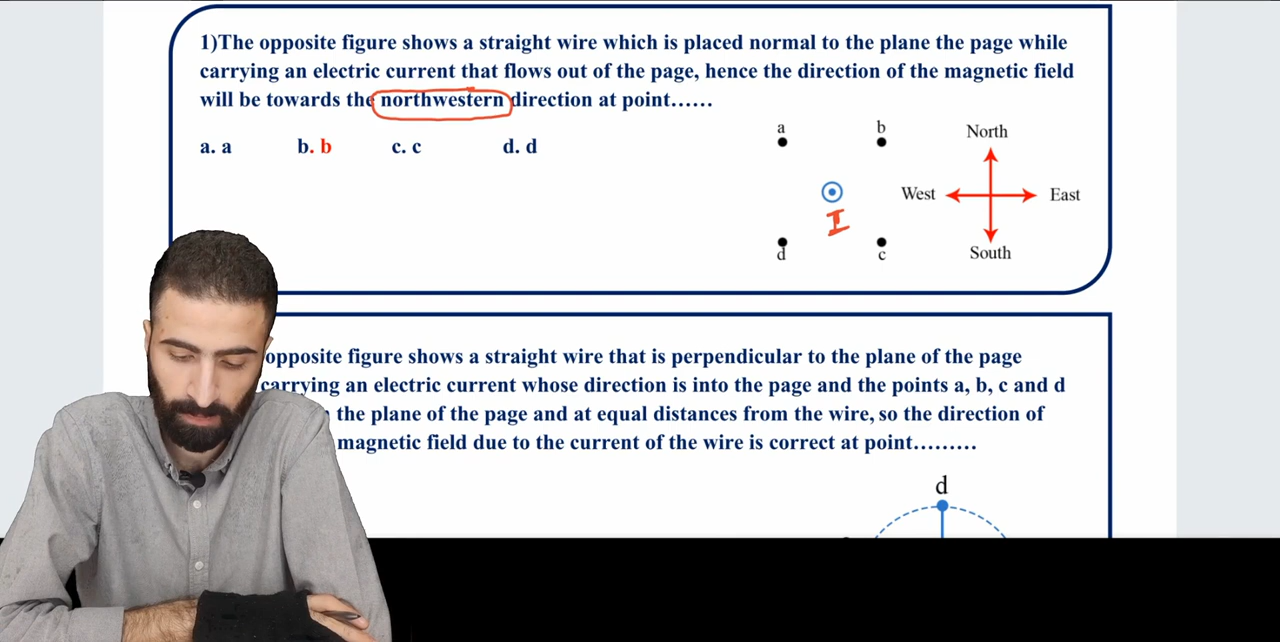 1)The opposite figure shows a straight wire which is placed normal to the plane the page while
carrying an electric current that flows out of the page, hence the direction of the magnetic field
will be towards the northwestern direction at point......
a. a b. b c. c d. d
a b
North
West East
I
d c
South
opposite figure shows a straight wire that is perpendicular to the plane of the page
carrying an electric current whose direction is into the page and the points a, b, c and d
the plane of the page and at equal distances from the wire, so the direction of
magnetic field due to the current of the wire is correct at point.........
d